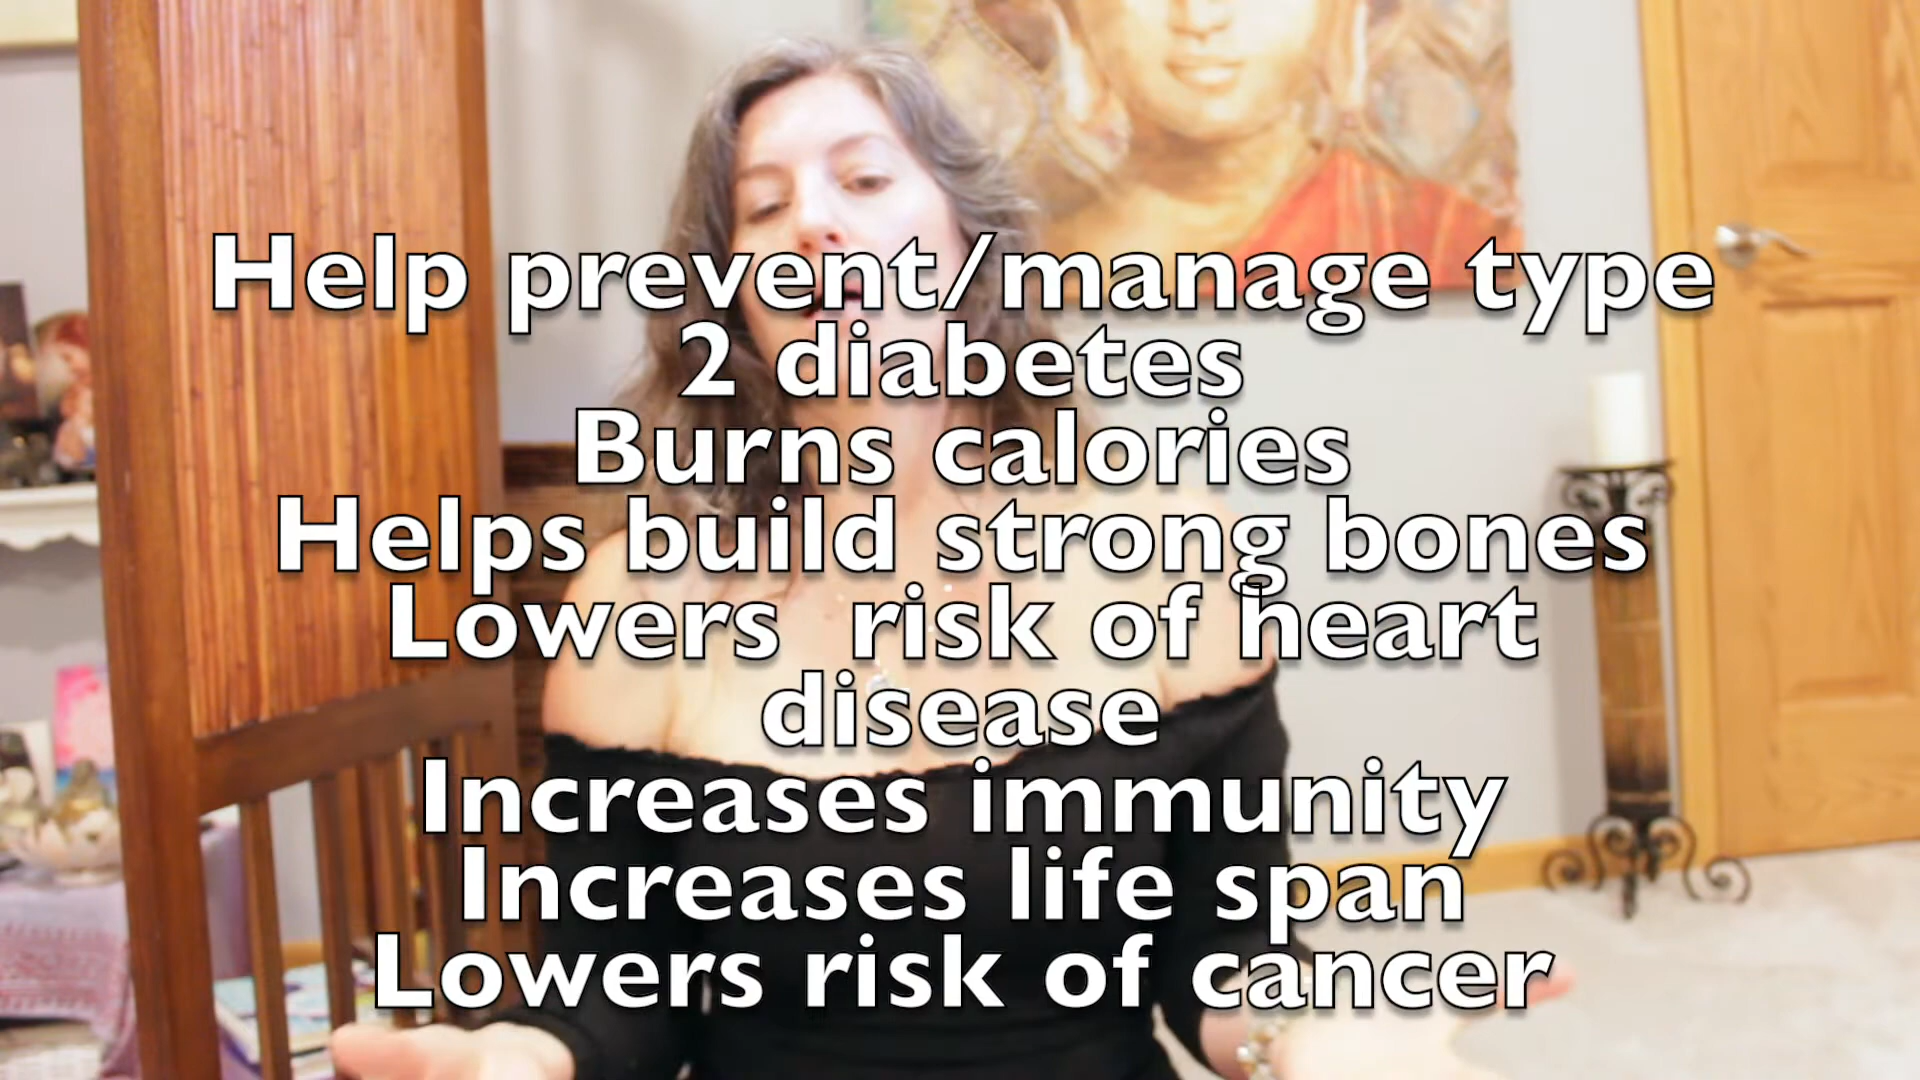 Help prevent/manage type
2 diabetes
Burns calories
Helps build strong bones
Lowers  risk of heart
disease
Increases immunity
Increases life span
Lowers risk of cancer